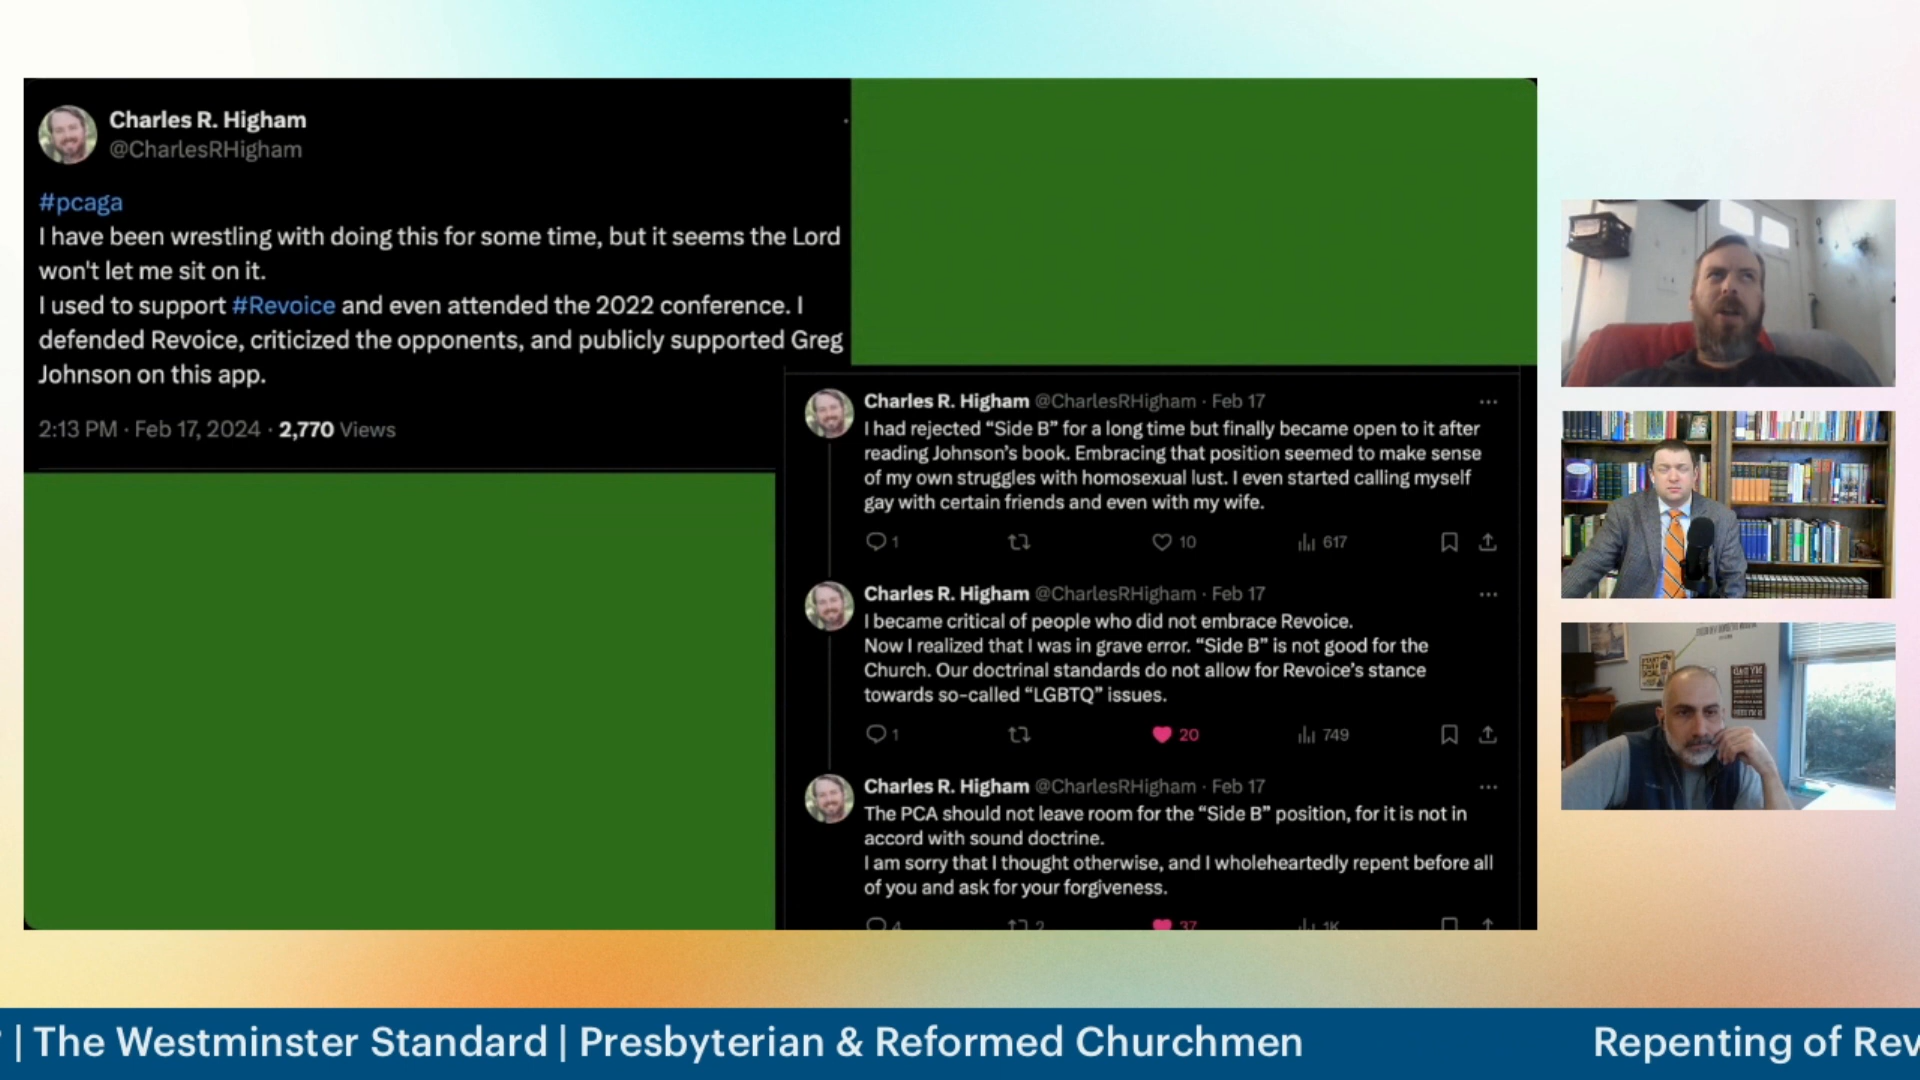 Charles R. Higham
@CharlesRHigham
#pcaga
I have been wrestling with doing this for some time, but it seems the Lord
won't let me sit on it.
I used to support #Revoice and even attended the 2022 conference. I
defended Revoice, criticized the opponents, and publicly supported Greg
Johnson on this app.
2:13 PM · Feb 17, 2024 · 2,770 Views
Charles R. Higham @CharlesRHigham · Feb 17
I had rejected “Side B” for a long time but finally became open to it after
reading Johnson’s book. Embracing that position seemed to make sense
of my own struggles with homosexual lust. I even started calling myself
gay with certain friends and even with my wife.
1 10 617
Charles R. Higham @CharlesRHigham · Feb 17
I became critical of people who did not embrace Revoice.
Now I realized that I was in grave error. “Side B” is not good for the
Church. Our doctrinal standards do not allow for Revoice’s stance
towards so-called “LGBTQ” issues.
1 20 749
Charles R. Higham @CharlesRHigham · Feb 17
The PCA should not leave room for the “Side B” position, for it is not in
accord with sound doctrine.
I am sorry that I thought otherwise, and I wholeheartedly repent before all
of you and ask for your forgiveness.
4 2 37 1K
| The Westminster Standard | Presbyterian & Reformed Churchmen Repenting of Rev